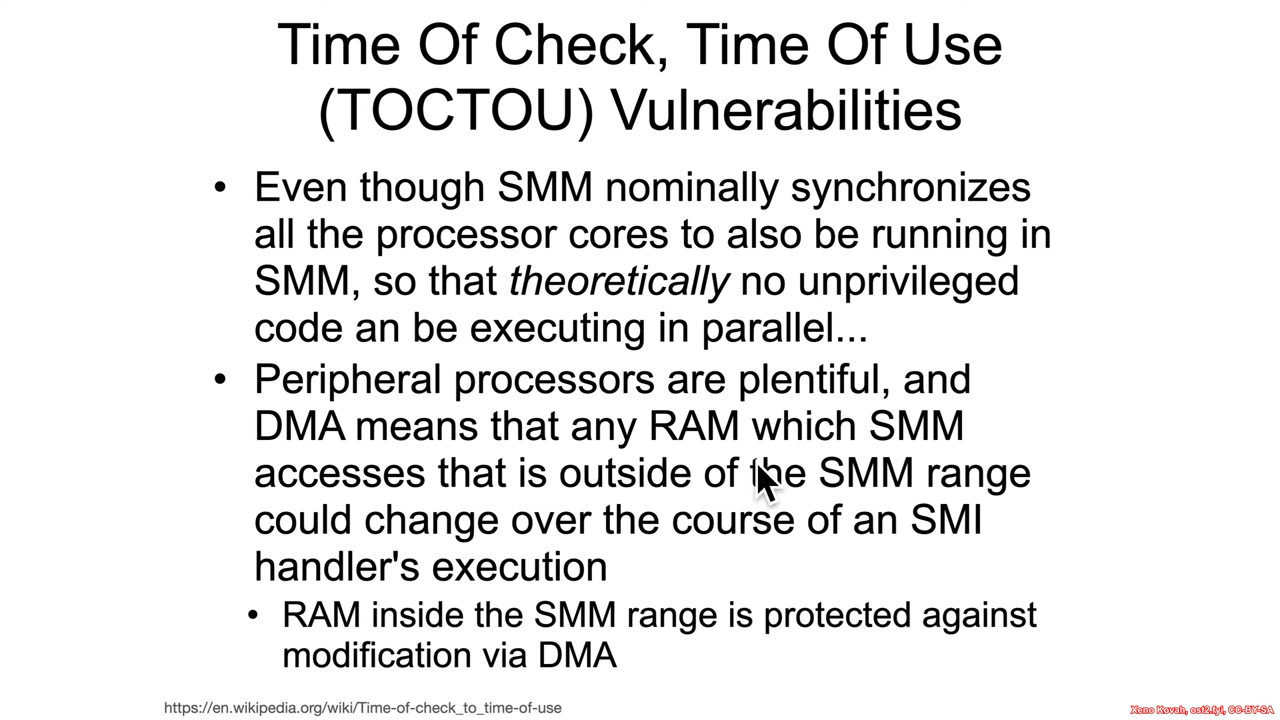 Time Of Check, Time Of Use
(TOCTOU) Vulnerabilities
• Even though SMM nominally synchronizes
all the processor cores to also be running in
SMM, so that theoretically no unprivileged
code an be executing in parallel...
• Peripheral processors are plentiful, and
DMA means that any RAM which SMM
accesses that is outside of the SMM range
could change over the course of an SMI
handler's execution
• RAM inside the SMM range is protected against
modification via DMA
https://en.wikipedia.org/wiki/Time-of-check_to_time-of-use
Xeno Kovah, ost2.fyi, CC-BY-SA